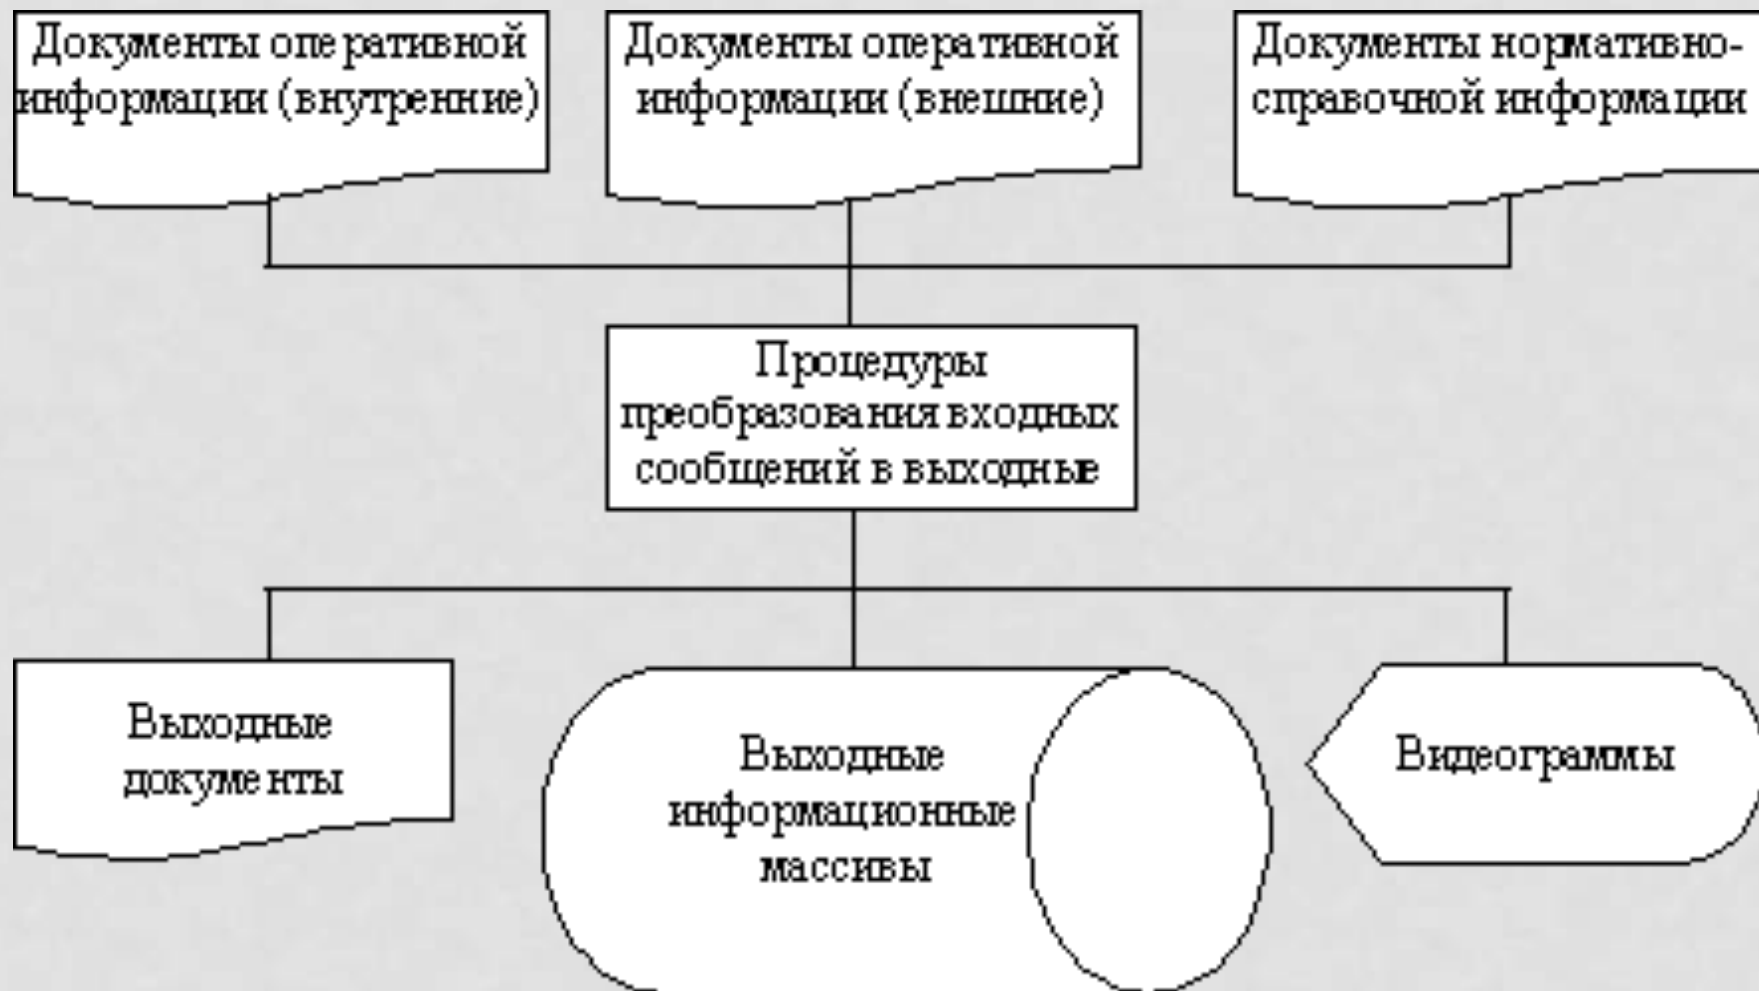 Документы оперативной
информации (внутренние)
Документы оперативной
информации (внешние)
Документы нормативно-
справочной информации
Процедуры
преобразования входных
сообщений в выходные
Выходные
документы
Выходные
информационные
массивы
Видеограммы